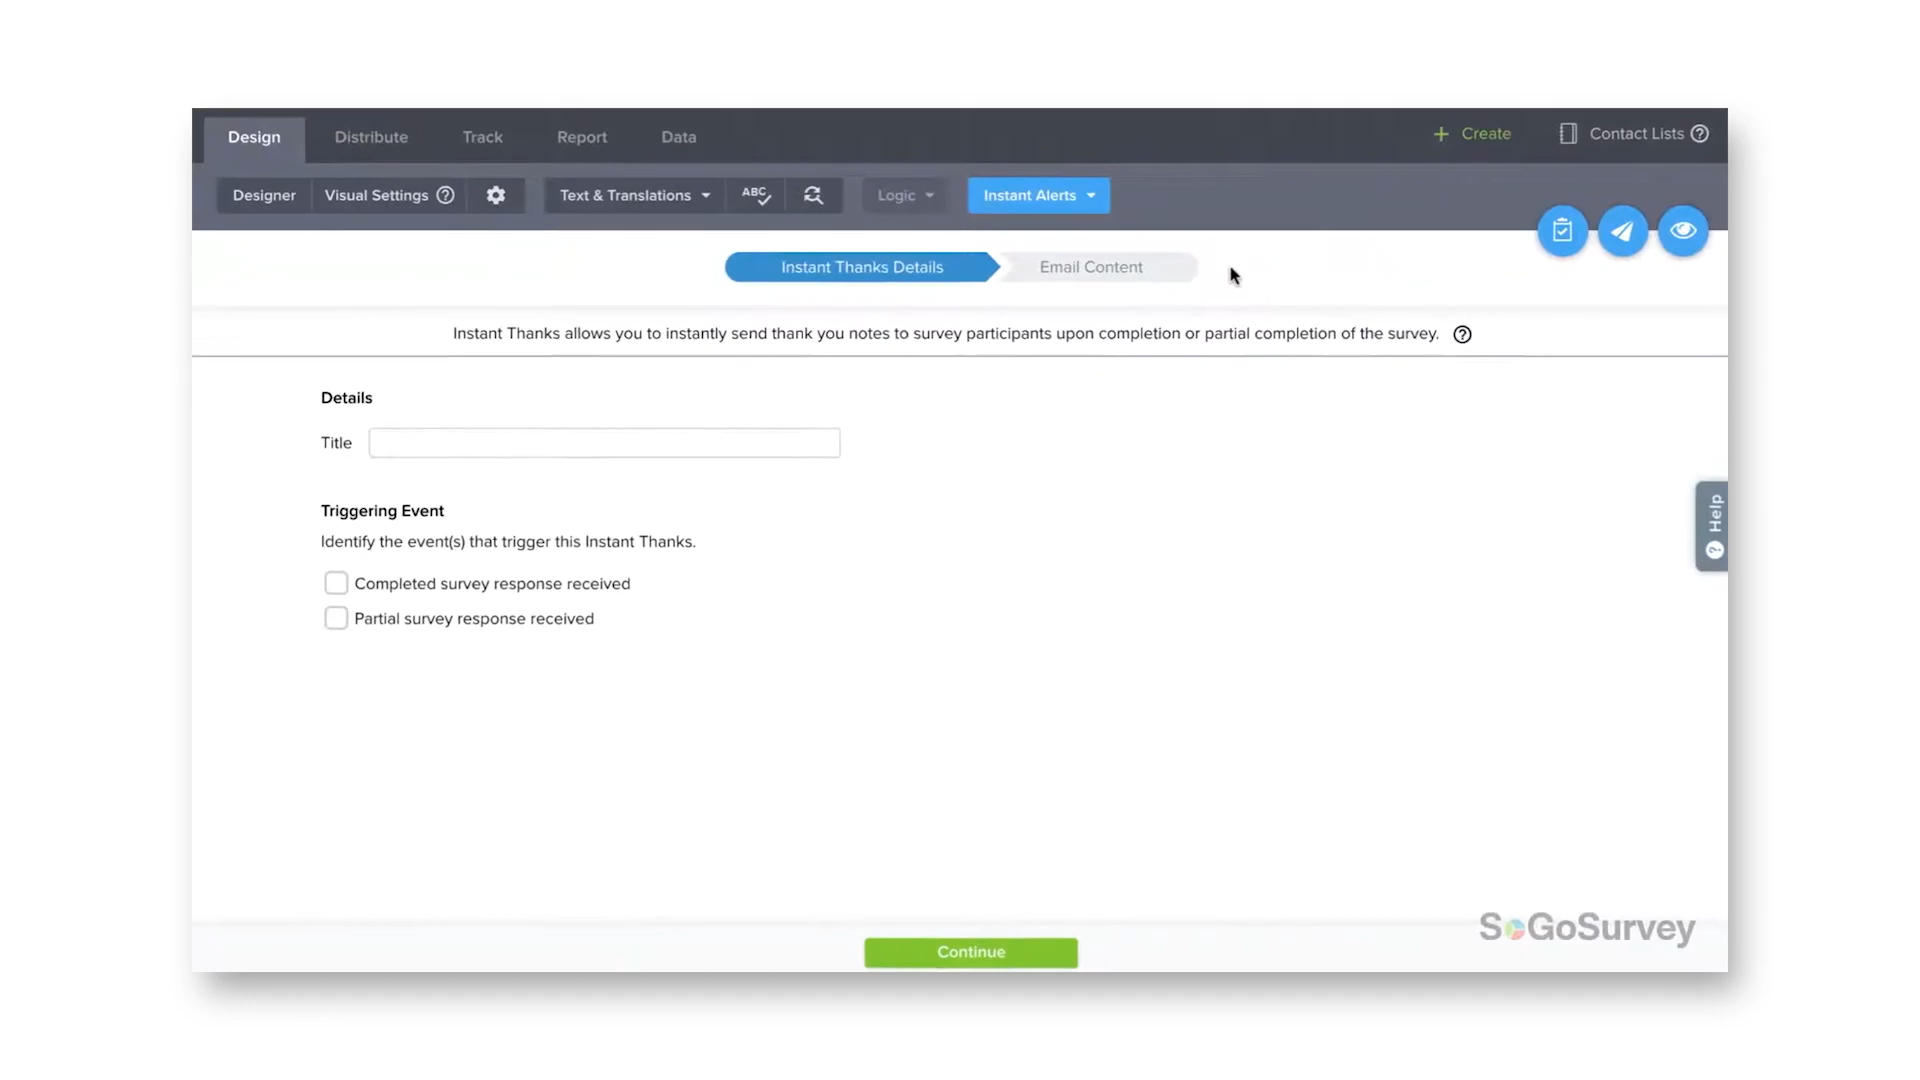 Design Distribute Track Report Data + Create Contact Lists ?
Designer Visual Settings ? Text & Translations ABC Logic Instant Alerts
Instant Thanks Details Email Content
Instant Thanks allows you to instantly send thank you notes to survey participants upon completion or partial completion of the survey. ?
Details
Title
Triggering Event
Identify the event(s) that trigger this Instant Thanks.
Completed survey response received
Partial survey response received
? Help
SoGoSurvey
Continue